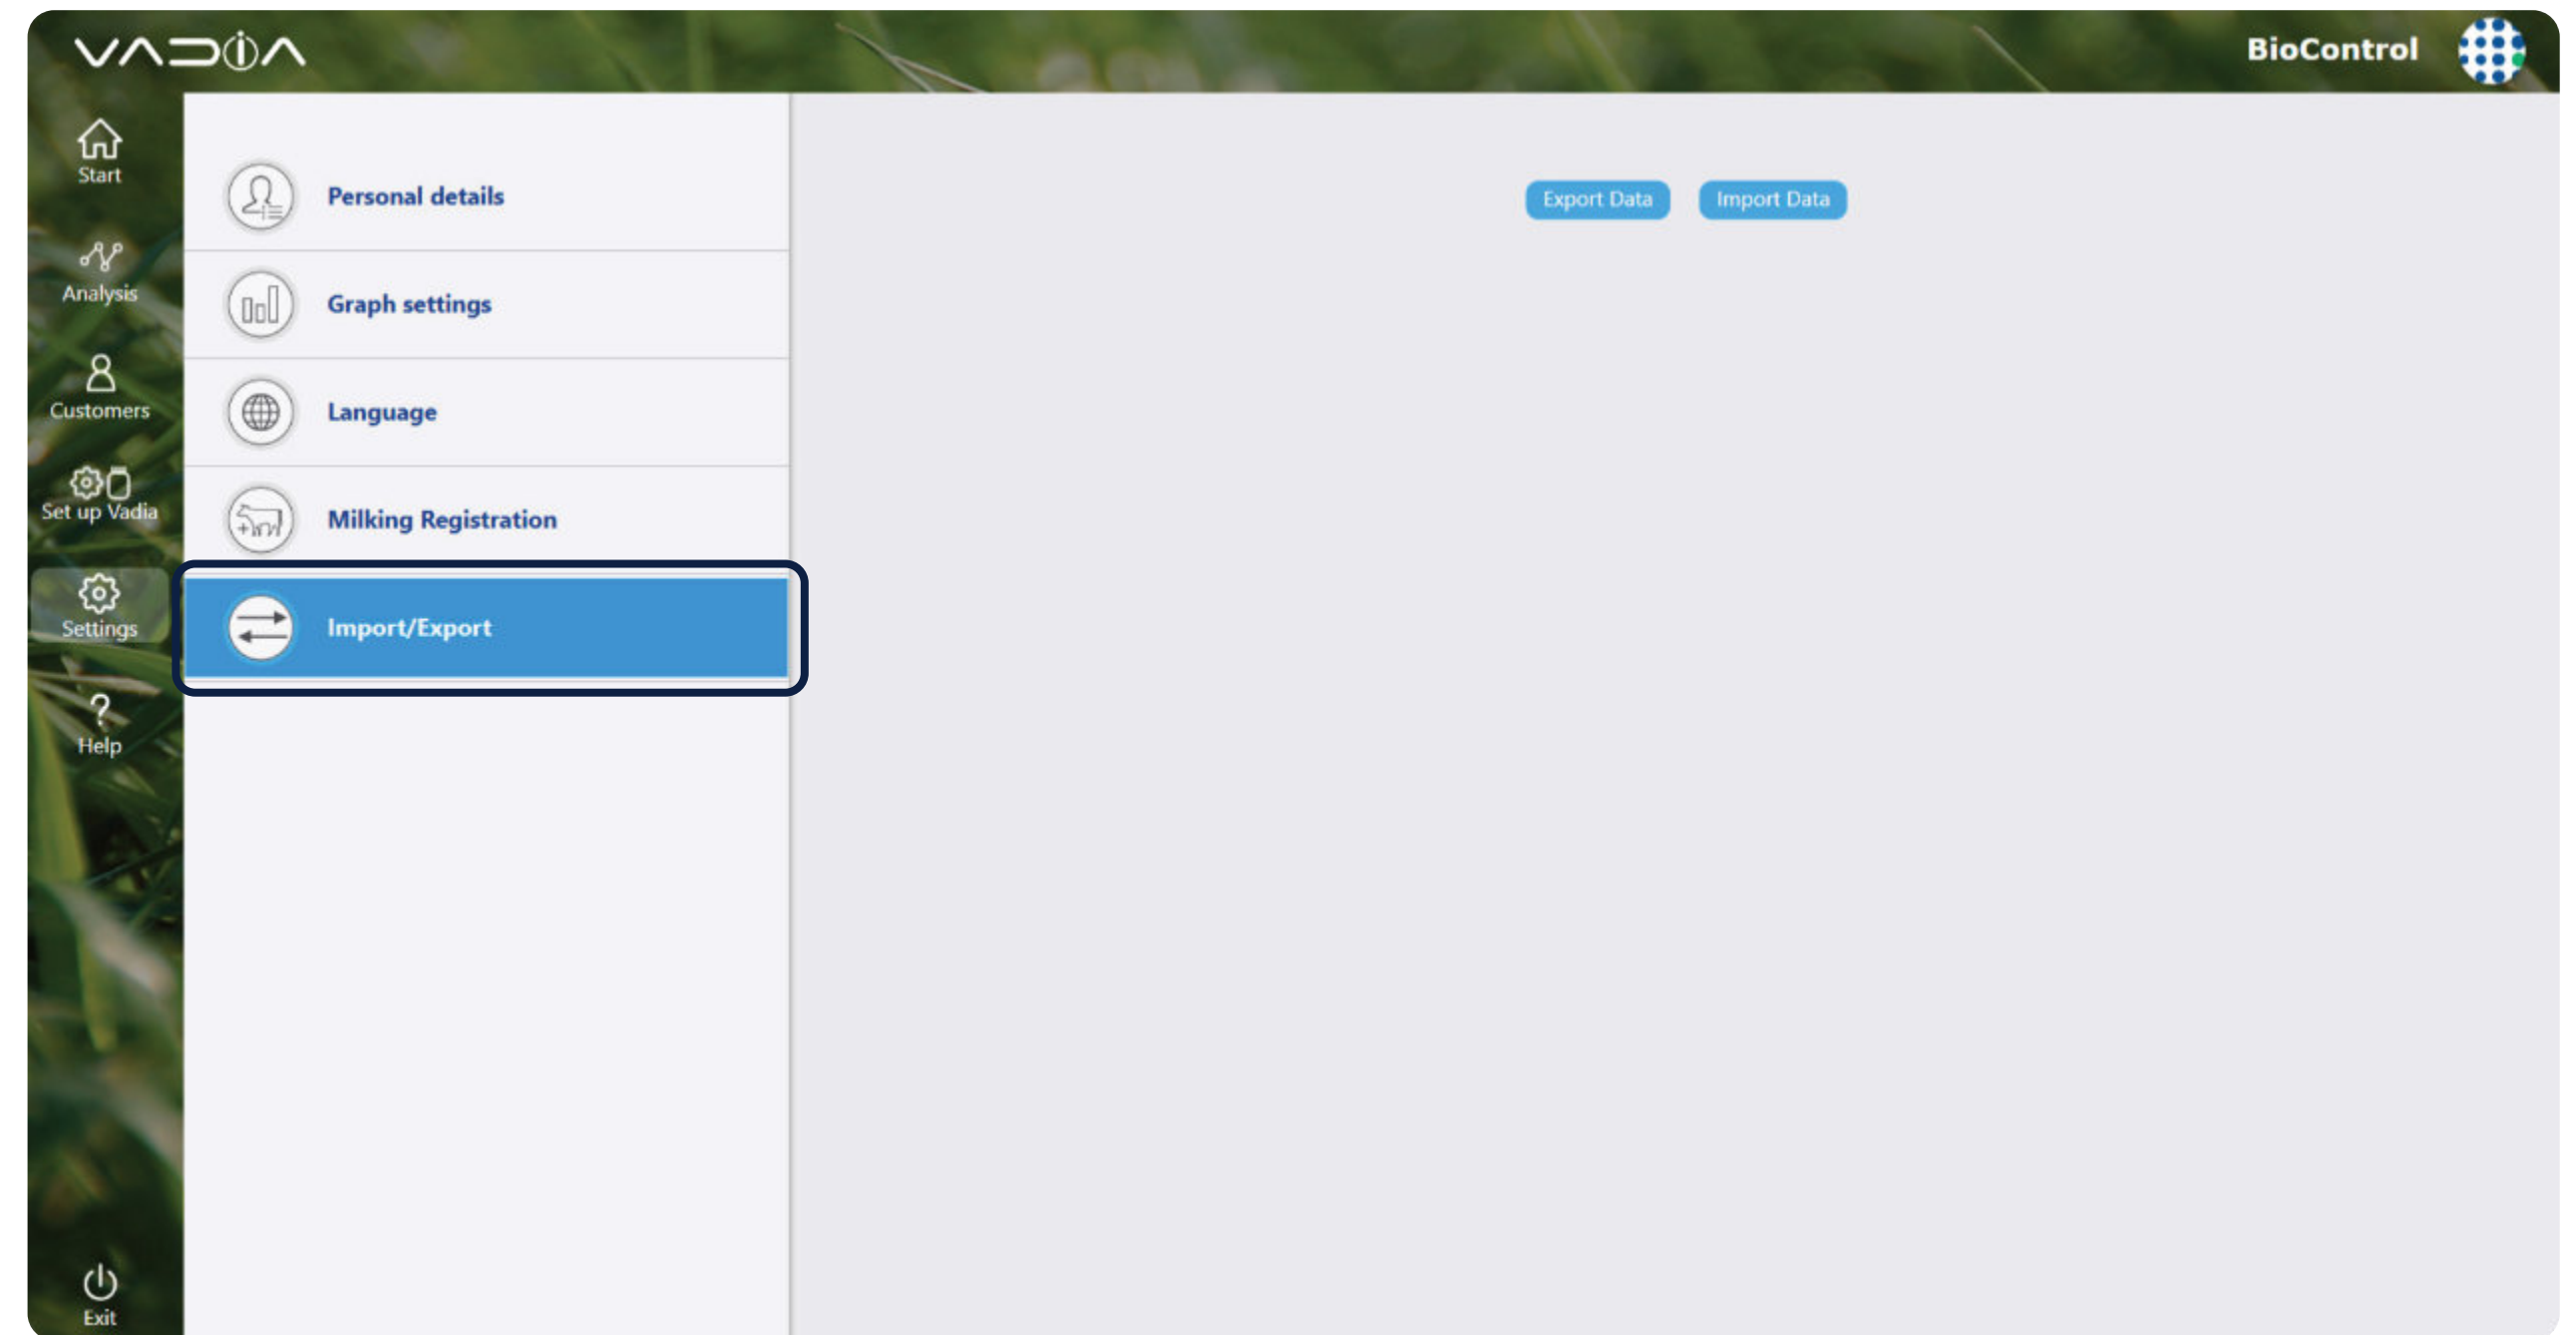 VADIA
BioControl
Start
Analysis
Customers
Set up Vadia
Settings
Help
Exit
Personal details
Graph settings
Language
Milking Registration
Import/Export
Export Data
Import Data